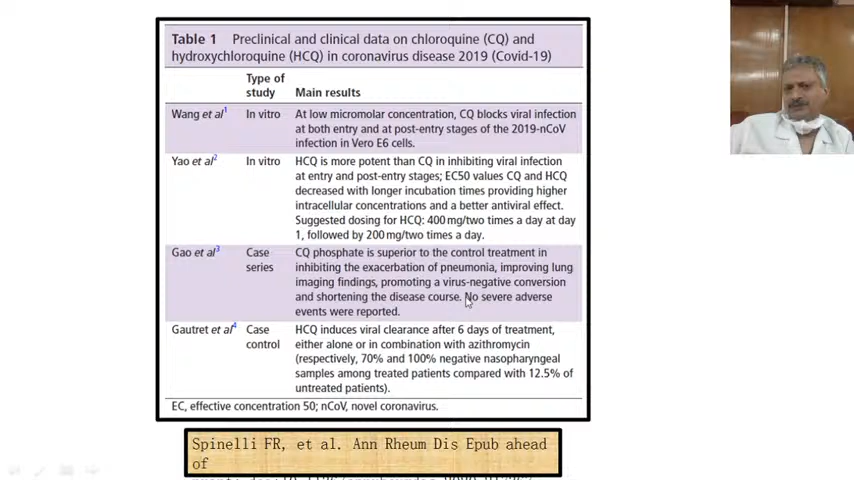 Table 1 Preclinical and clinical data on chloroquine (CQ) and
hydroxychloroquine (HCQ) in coronavirus disease 2019 (Covid-19)
Type of
study Main results
Wang et al1 In vitro At low micromolar concentration, CQ blocks viral infection
at both entry and at post-entry stages of the 2019-nCoV
infection in Vero E6 cells.
Yao et al2 In vitro HCQ is more potent than CQ in inhibiting viral infection
at entry and post-entry stages; EC50 values CQ and HCQ
decreased with longer incubation times providing higher
intracellular concentrations and a better antiviral effect.
Suggested dosing for HCQ: 400 mg/two times a day at day
1, followed by 200 mg/two times a day.
Gao et al3 Case CQ phosphate is superior to the control treatment in
series inhibiting the exacerbation of pneumonia, improving lung
imaging findings, promoting a virus-negative conversion
and shortening the disease course. No severe adverse
events were reported.
Gautret et al4 Case HCQ induces viral clearance after 6 days of treatment,
control either alone or in combination with azithromycin
(respectively, 70% and 100% negative nasopharyngeal
samples among treated patients compared with 12.5% of
untreated patients).
EC, effective concentration 50; nCoV, novel coronavirus.
Spinelli FR, et al. Ann Rheum Dis Epub ahead
of